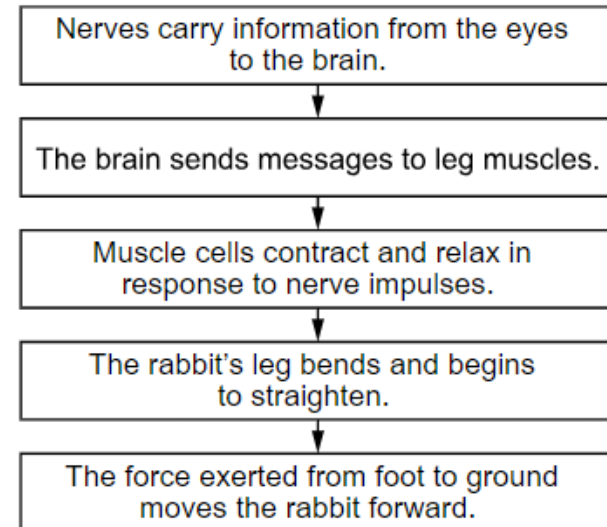 Nerves carry information from the eyes
to the brain.
The brain sends messages to leg muscles.
Muscle cells contract and relax in
response to nerve impulses.
The rabbit's leg bends and begins
to straighten.
The force exerted from foot to ground
moves the rabbit forward.